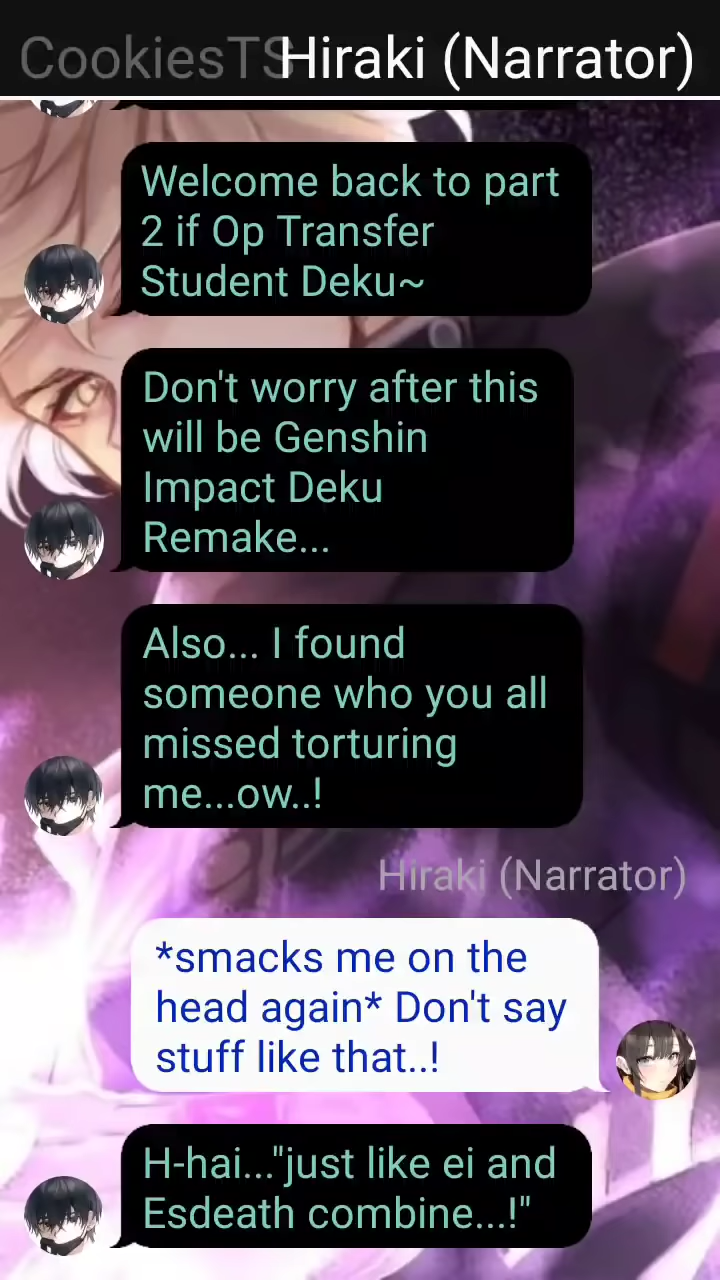 CookiesTS Hiraki (Narrator)
Welcome back to part
2 if Op Transfer
Student Deku~
Don't worry after this
will be Genshin
Impact Deku
Remake...
Also... I found
someone who you all
missed torturing
me...ow..!
Hiraki (Narrator)
*smacks me on the
head again* Don't say
stuff like that..!
H-hai..."just like ei and
Esdeath combine...!"